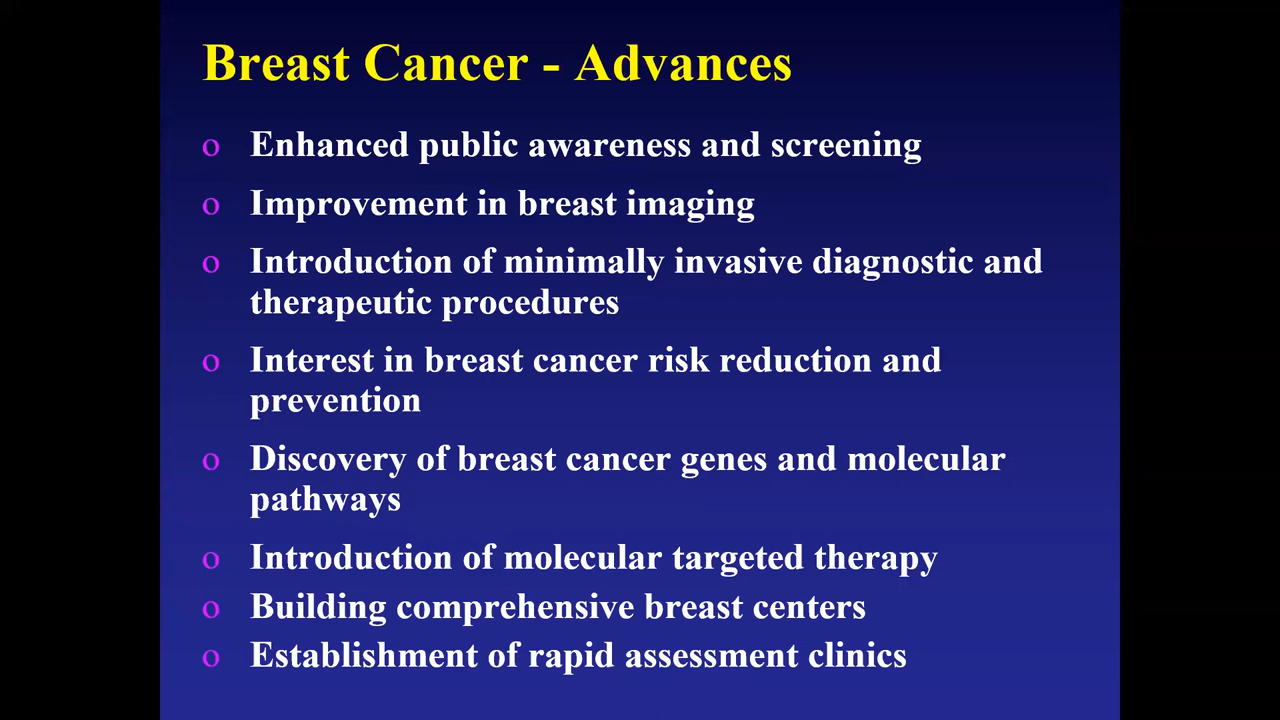 Breast Cancer - Advances
o Enhanced public awareness and screening
o Improvement in breast imaging
o Introduction of minimally invasive diagnostic and
therapeutic procedures
o Interest in breast cancer risk reduction and
prevention
o Discovery of breast cancer genes and molecular
pathways
o Introduction of molecular targeted therapy
o Building comprehensive breast centers
o Establishment of rapid assessment clinics